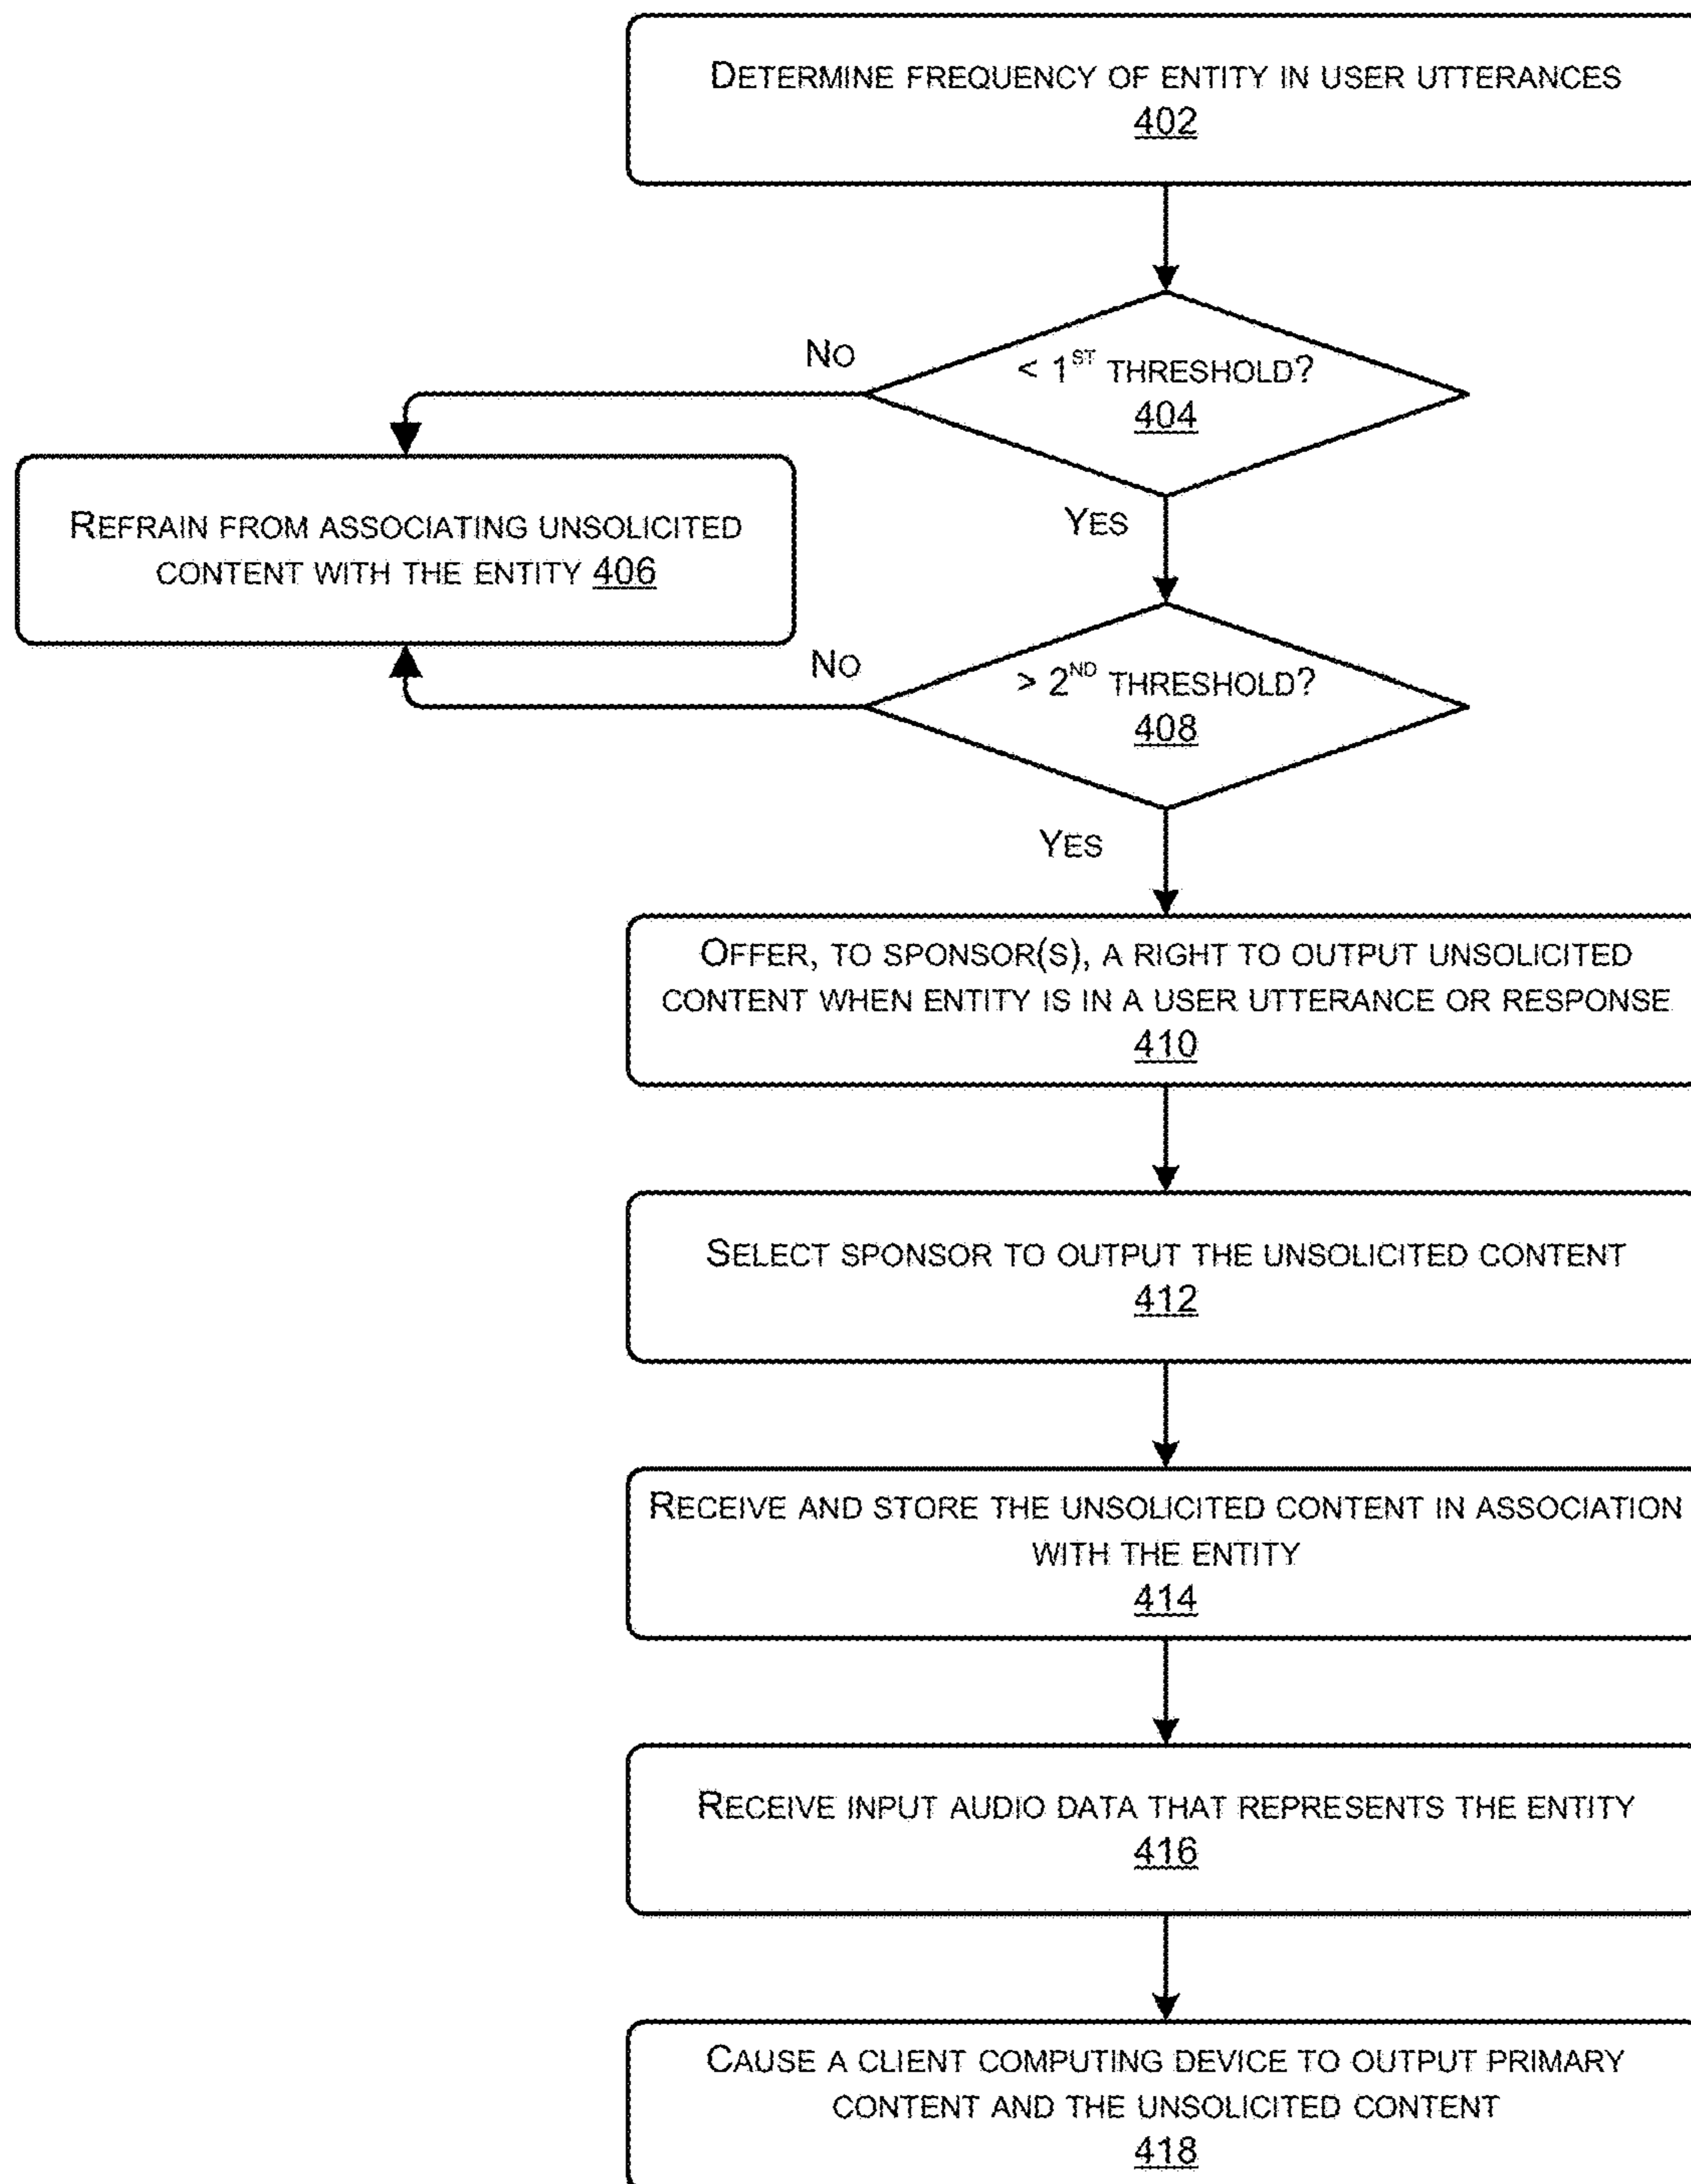 DETERMINE FREQUENCY OF ENTITY IN USER UTTERANCES
402
NO
< 1ST THRESHOLD?
404
REFRAIN FROM ASSOCIATING UNSOLICITED
CONTENT WITH THE ENTITY 406
YES
NO
> 2ND THRESHOLD?
408
YES
OFFER, TO SPONSOR(S), A RIGHT TO OUTPUT UNSOLICITED
CONTENT WHEN ENTITY IS IN A USER UTTERANCE OR RESPONSE
410
SELECT SPONSOR TO OUTPUT THE UNSOLICITED CONTENT
412
RECEIVE AND STORE THE UNSOLICITED CONTENT IN ASSOCIATION
WITH THE ENTITY
414
RECEIVE INPUT AUDIO DATA THAT REPRESENTS THE ENTITY
416
CAUSE A CLIENT COMPUTING DEVICE TO OUTPUT PRIMARY
CONTENT AND THE UNSOLICITED CONTENT
418